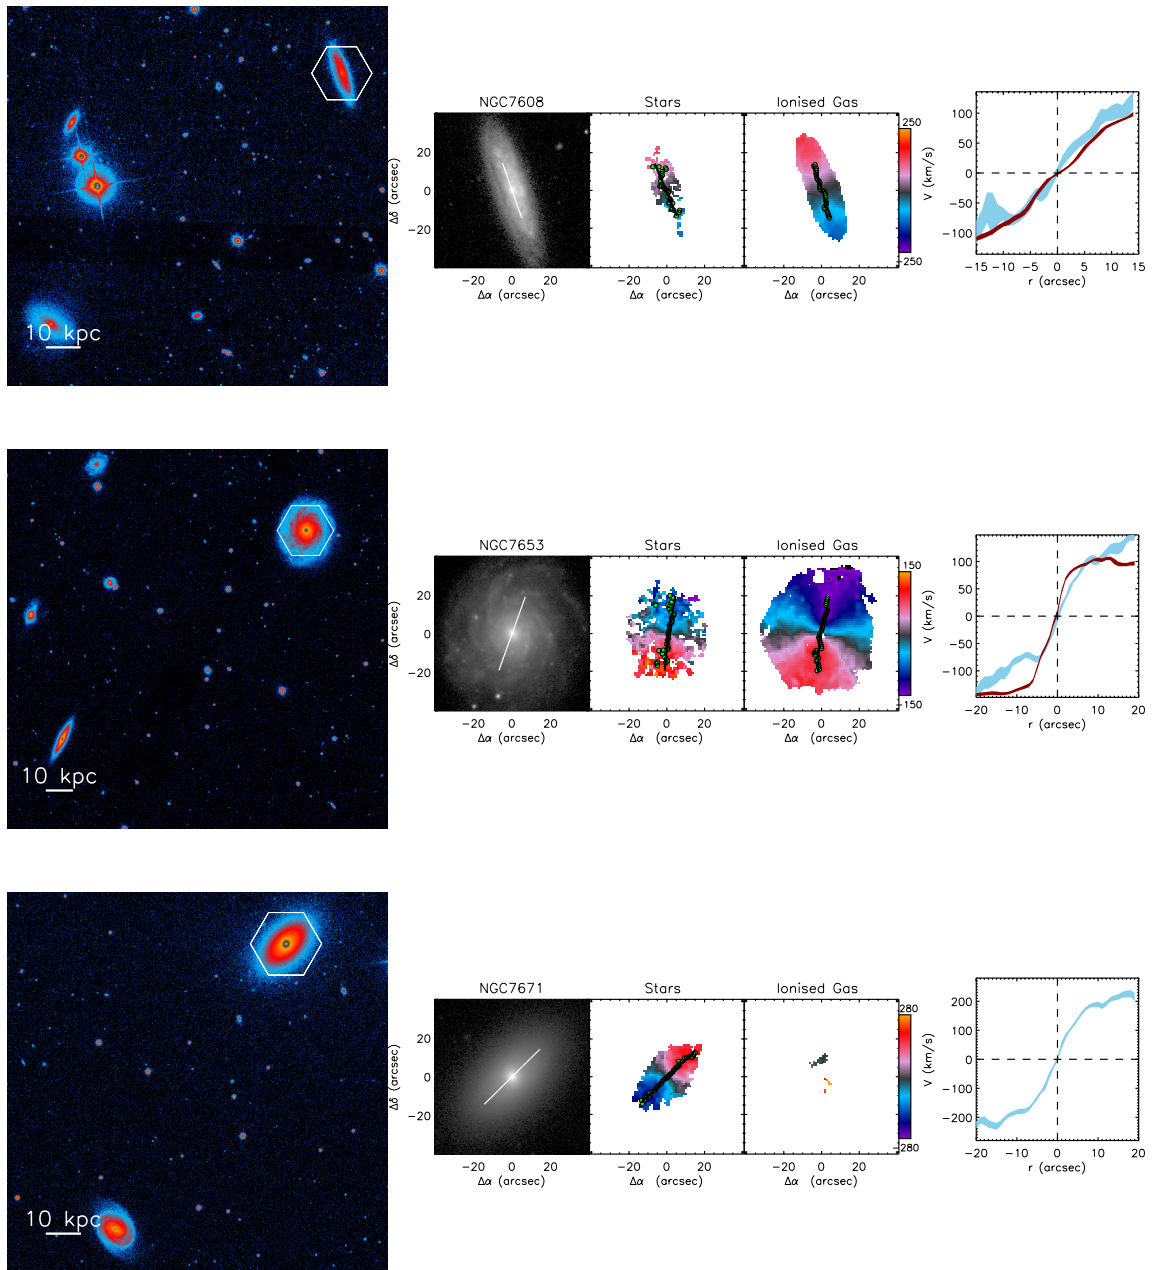 10 kpc
NGC7608
Stars
Ionised Gas
20
0
−20
Δδ (arcsec)
−20 0 20
Δα (arcsec)
−20 0 20
Δα (arcsec)
−20 0 20
Δα (arcsec)
250
−250
V (km/s)
100
50
0
−50
−100
−15 −10 −5 0 5 10 15
r (arcsec)
10 kpc
NGC7653
Stars
Ionised Gas
20
0
−20
Δδ (arcsec)
−20 0 20
Δα (arcsec)
−20 0 20
Δα (arcsec)
−20 0 20
Δα (arcsec)
150
−150
V (km/s)
100
50
0
−50
−100
−20 −10 0 10 20
r (arcsec)
10 kpc
NGC7671
Stars
Ionised Gas
20
0
−20
Δδ (arcsec)
−20 0 20
Δα (arcsec)
−20 0 20
Δα (arcsec)
−20 0 20
Δα (arcsec)
280
−280
V (km/s)
200
100
0
−100
−200
−20 −10 0 10 20
r (arcsec)